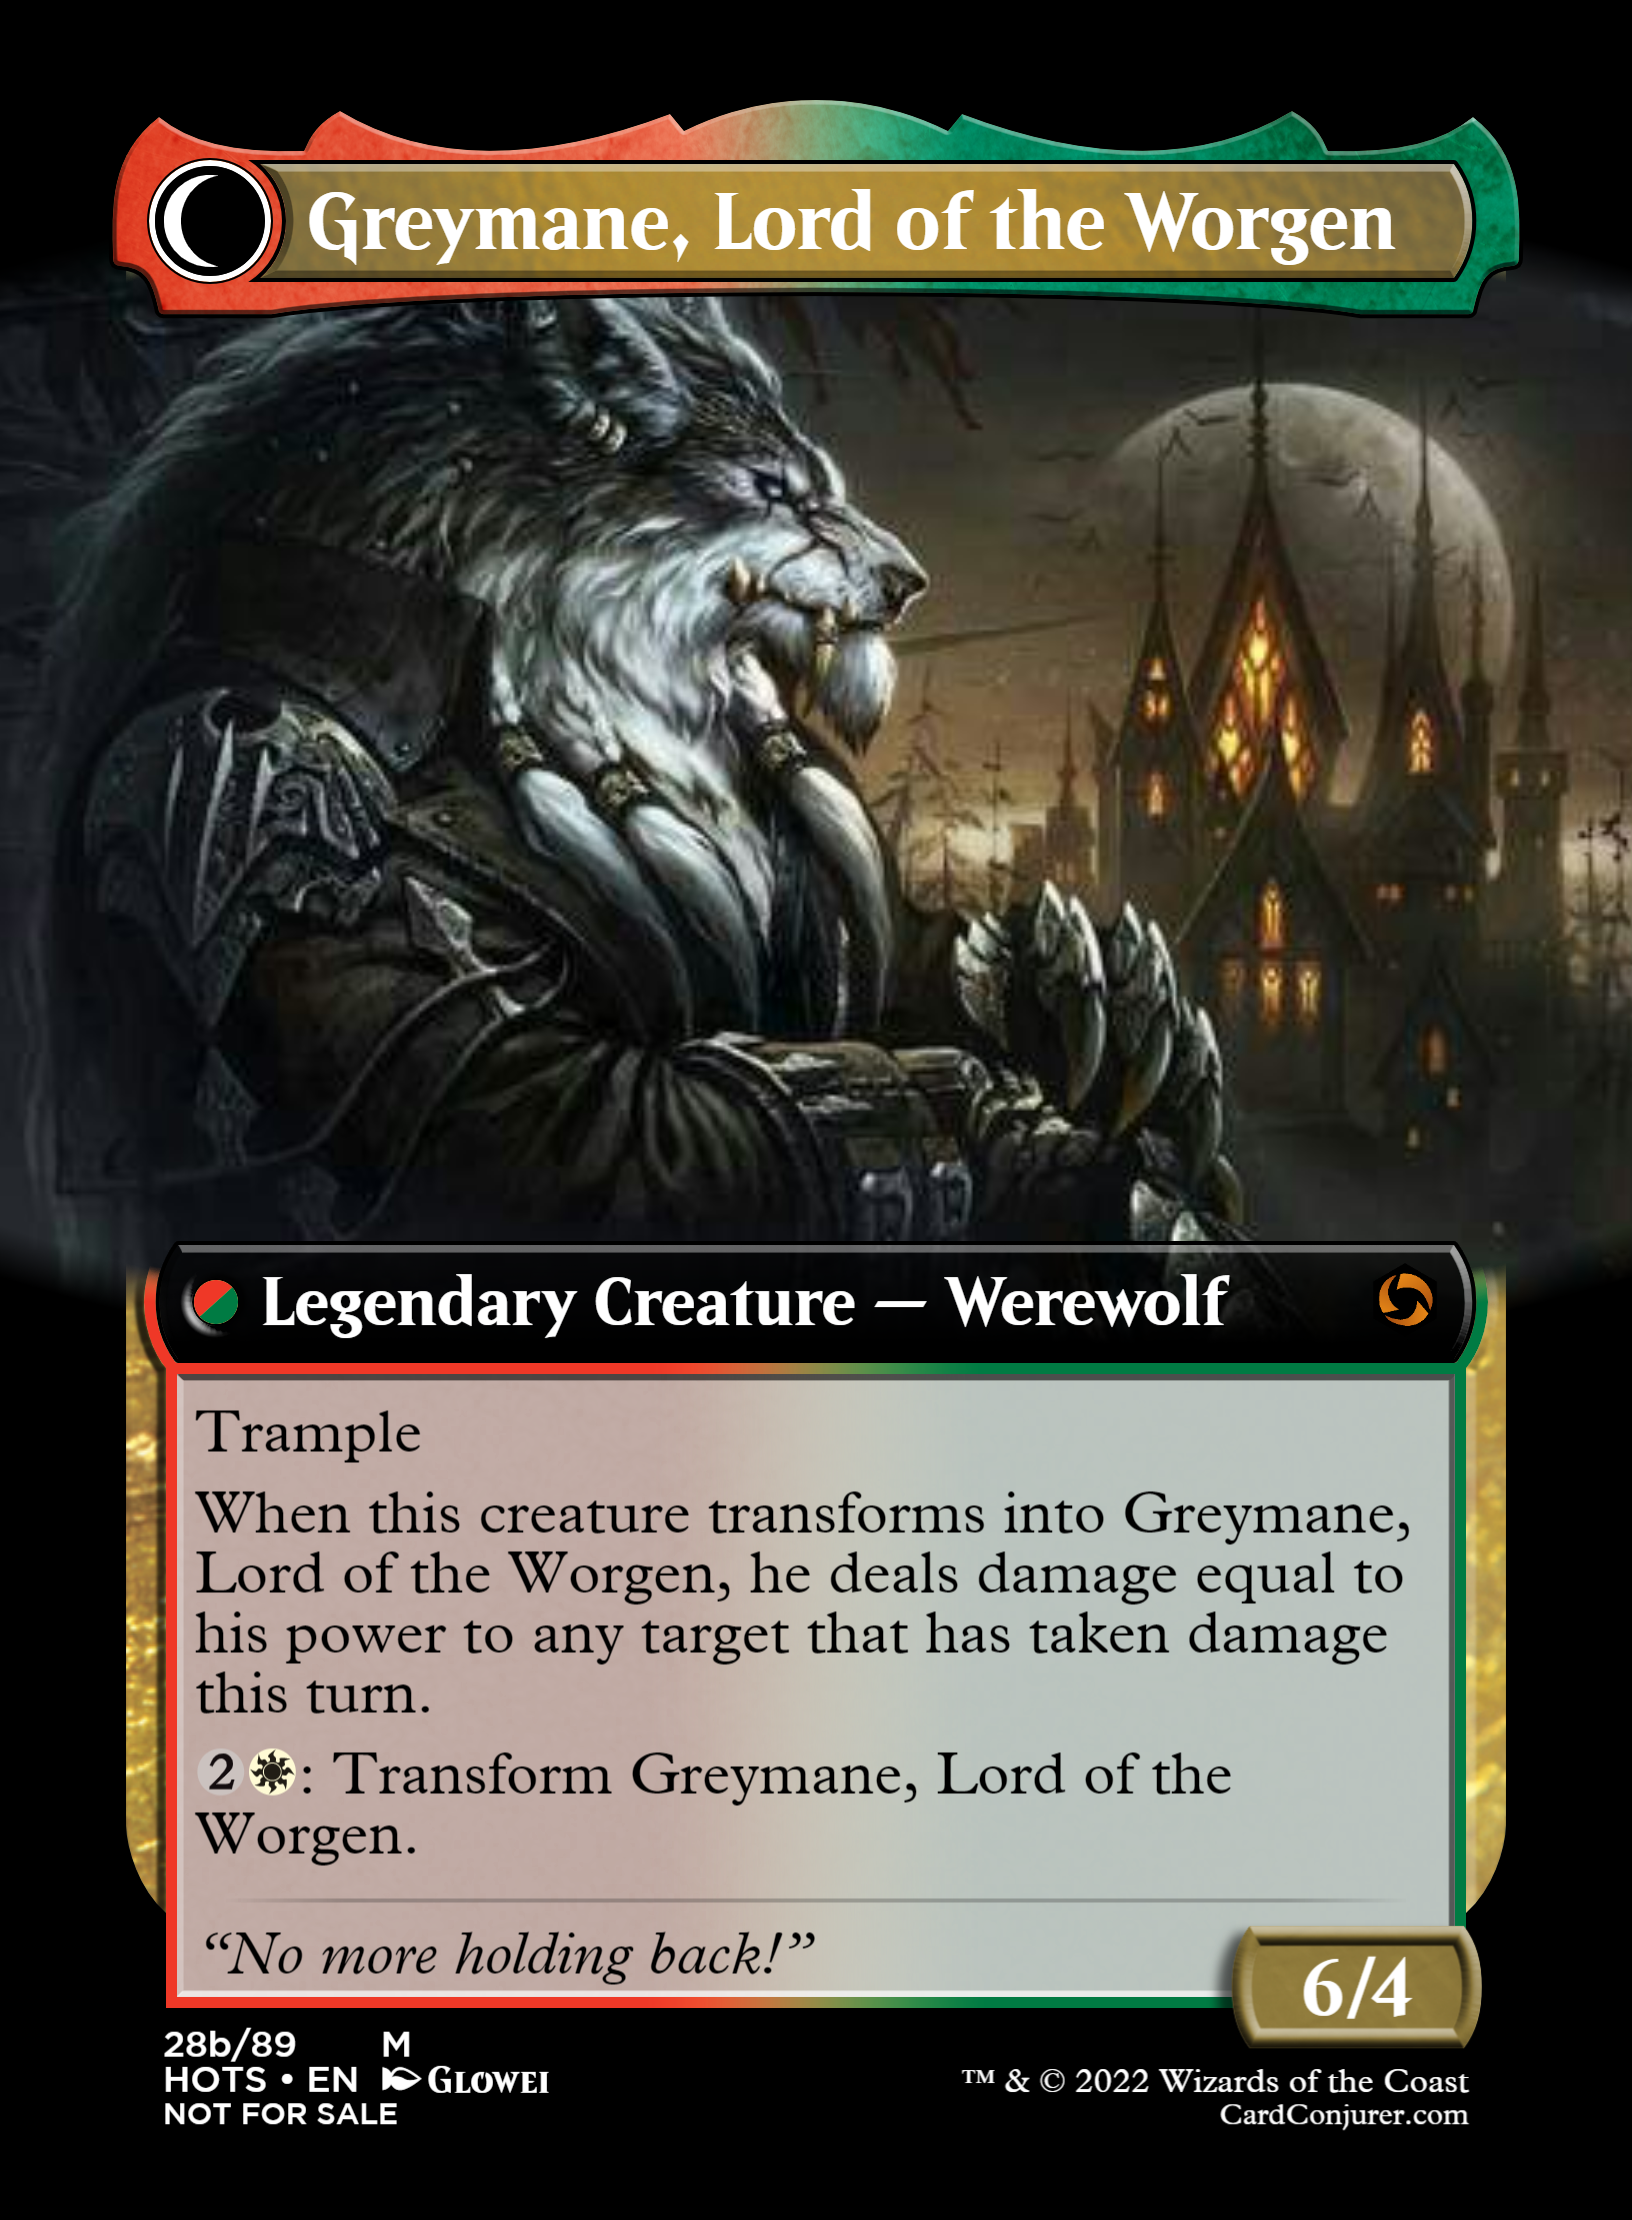 Greymane, Lord of the Worgen
Legendary Creature — Werewolf
Trample
When this creature transforms into Greymane,
Lord of the Worgen, he deals damage equal to
his power to any target that has taken damage
this turn.
2: Transform Greymane, Lord of the
Worgen.
“No more holding back!”
6/4
28b/89 M
HOTS • EN GLOWEI
NOT FOR SALE
™ & © 2022 Wizards of the Coast
CardConjurer.com